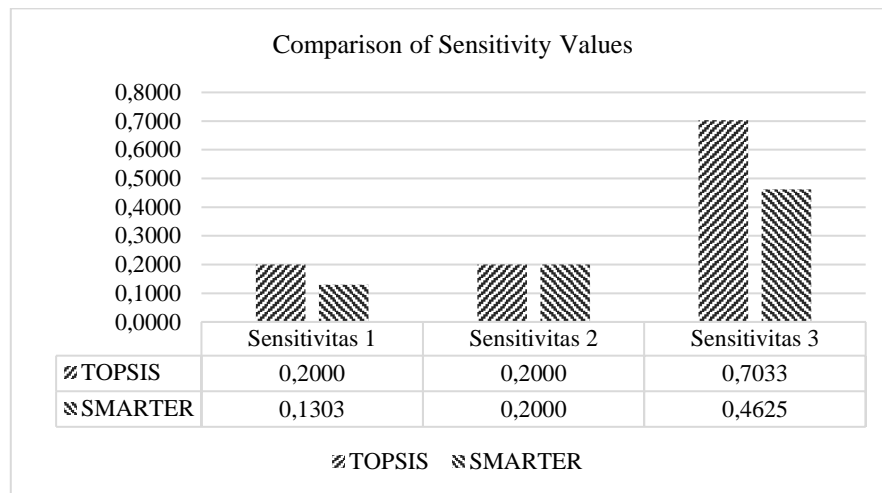 Comparison of Sensitivity Values
0,8000
0,7000
0,6000
0,5000
0,4000
0,3000
0,2000
0,1000
0,0000
Sensitivitas 1 Sensitivitas 2 Sensitivitas 3
TOPSIS 0,2000 0,2000 0,7033
SMARTER 0,1303 0,2000 0,4625
TOPSIS SMARTER